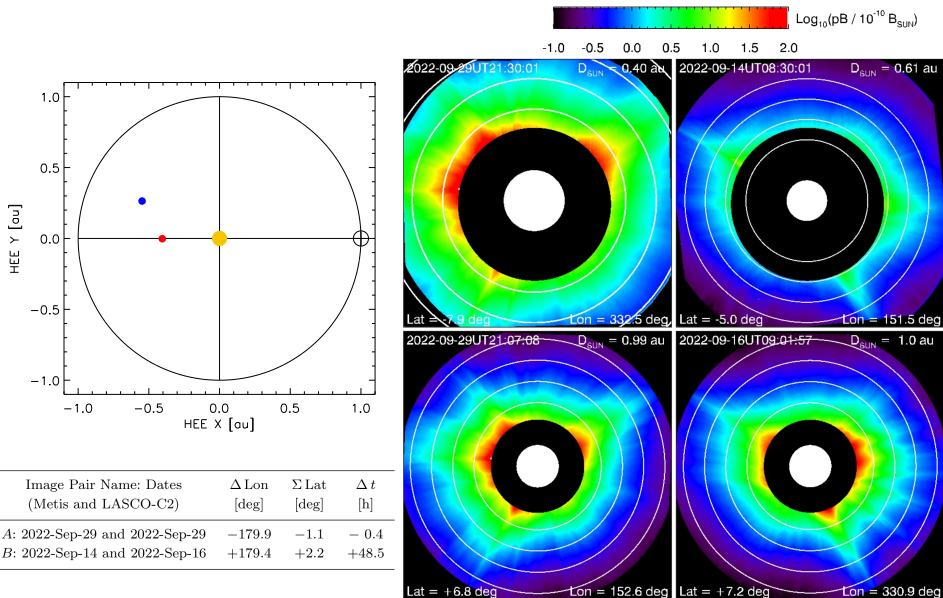 Log10(pB / 10^-10 BSUN)
-1.0 -0.5 0.0 0.5 1.0 1.5 2.0
2022-09-29UT21:30:01 DSUN = 0.40 au
2022-09-14UT08:30:01 DSUN = 0.61 au
Lat = -7.9 deg Lon = 332.5 deg
Lat = -5.0 deg Lon = 151.5 deg
2022-09-29UT21:07:08 DSUN = 0.99 au
2022-09-16UT09:01:57 DSUN = 1.0 au
Lat = +6.8 deg Lon = 152.6 deg
Lat = +7.2 deg Lon = 330.9 deg
HEE Y [au]
1.0
0.5
0.0
−0.5
−1.0
−1.0 −0.5 0.0 0.5 1.0
HEE X [au]
Image Pair Name: Dates Δ Lon Σ Lat Δ t
(Metis and LASCO-C2) [deg] [deg] [h]
A: 2022-Sep-29 and 2022-Sep-29 −179.9 −1.1 − 0.4
B: 2022-Sep-14 and 2022-Sep-16 +179.4 +2.2 +48.5